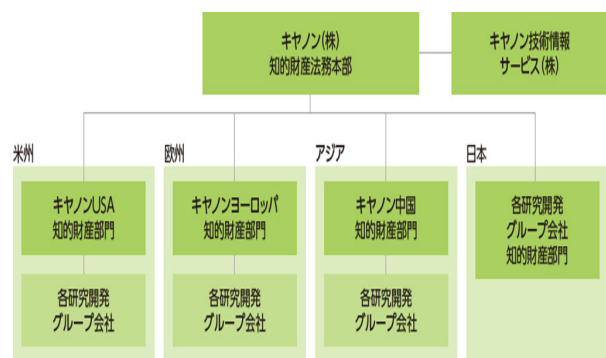 キヤノン(株)
知的財産法務本部
キヤノン技術情報
サービス(株)
米州
欧州
アジア
日本
キヤノンUSA
知的財産部門
キヤノンヨーロッパ
知的財産部門
キヤノン中国
知的財産部門
各研究開発
グループ会社
知的財産部門
各研究開発
グループ会社
各研究開発
グループ会社
各研究開発
グループ会社